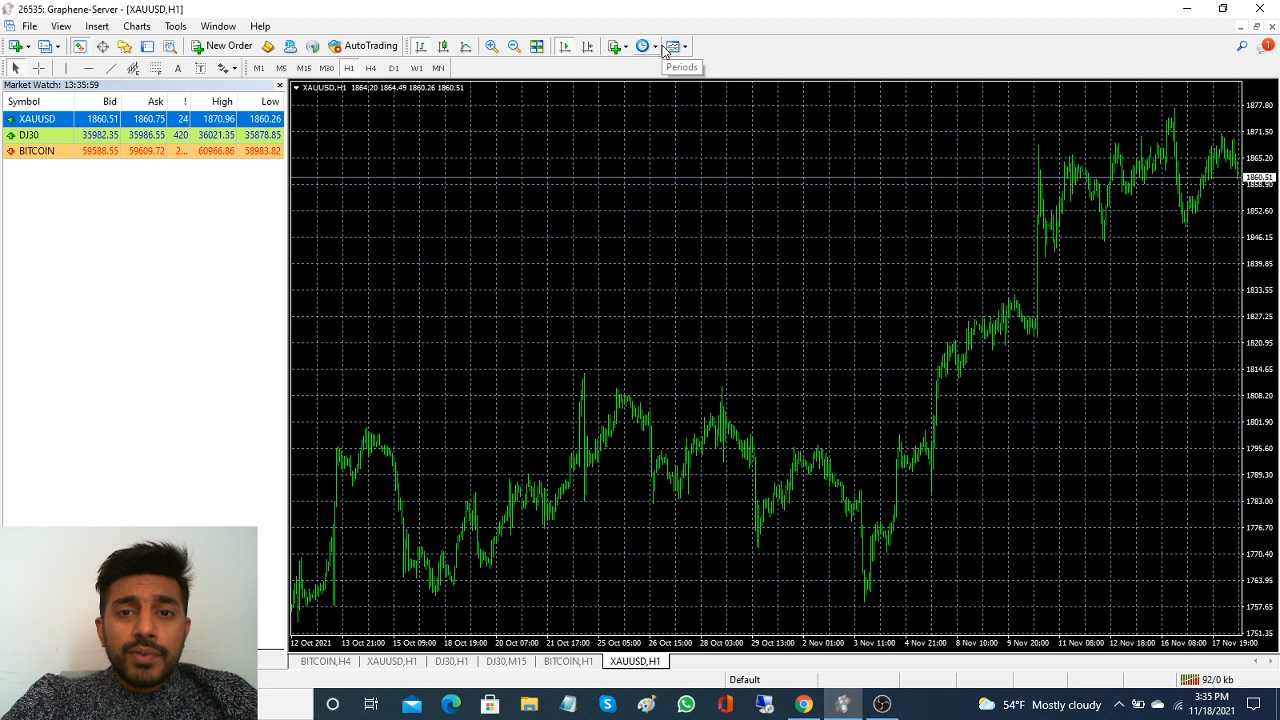 26535: Graphene-Server - [XAUUSD,H1]
File View Insert Charts Tools Window Help
New Order AutoTrading 1
A T M1 M5 M15 M30 H1 H4 D1 W1 MN
Periods
Market Watch: 13:35:59
Symbol Bid Ask ! High Low
XAUUSD 1860.51 1860.75 24 1870.96 1860.26
DJ30 35982.35 35986.55 420 36021.35 35878.85
BITCOIN 59588.55 59609.72 2... 60966.86 58983.82
XAUUSD,H1 1864.20 1864.49 1860.26 1860.51
1877.80
1871.50
1865.20
1860.51
1858.90
1852.60
1846.15
1839.85
1833.55
1827.25
1820.95
1814.65
1808.20
1801.90
1795.60
1789.30
1783.00
1776.70
1770.40
1763.95
1757.65
1751.35
12 Oct 2021 13 Oct 21:00 15 Oct 09:00 18 Oct 19:00 20 Oct 07:00 21 Oct 17:00 25 Oct 05:00 26 Oct 15:00 28 Oct 03:00 29 Oct 13:00 2 Nov 01:00 3 Nov 11:00 4 Nov 21:00 8 Nov 10:00 9 Nov 20:00 11 Nov 08:00 12 Nov 18:00 16 Nov 08:00 17 Nov 19:00
BITCOIN,H4 XAUUSD,H1 DJ30,H1 DJ30,M15 BITCOIN,H1 XAUUSD,H1
Default 92/0 kb
54°F Mostly cloudy
3:35 PM
11/18/2021